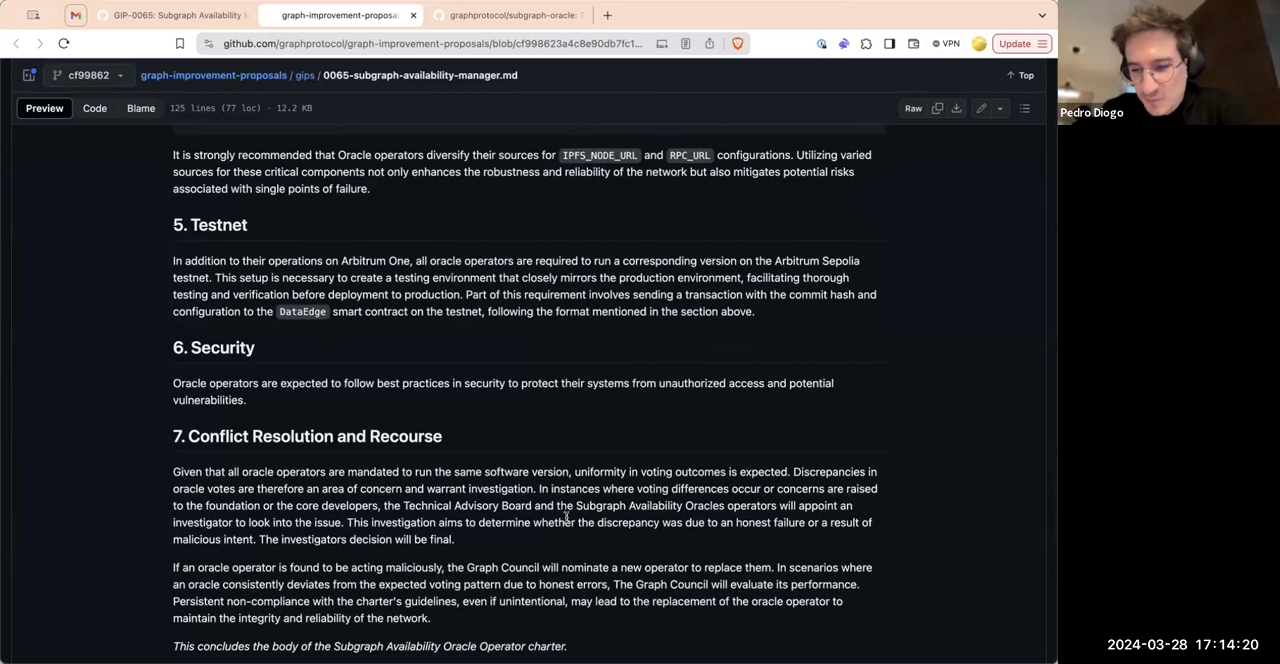 GIP-0065: Subgraph Availability
graph-improvement-proposals
graphprotocol/subgraph-oracle:
github.com/graphprotocol/graph-improvement-proposals/blob/cf998623a4c8e90db7fc1...
VPN
Update
cf99862
graph-improvement-proposals / gips / 0065-subgraph-availability-manager.md
Top
Preview
Code
Blame
125 lines (77 loc) · 12.2 KB
Raw
It is strongly recommended that Oracle operators diversify their sources for IPFS_NODE_URL and RPC_URL configurations. Utilizing varied
sources for these critical components not only enhances the robustness and reliability of the network but also mitigates potential risks
associated with single points of failure.
5. Testnet
In addition to their operations on Arbitrum One, all oracle operators are required to run a corresponding version on the Arbitrum Sepolia
testnet. This setup is necessary to create a testing environment that closely mirrors the production environment, facilitating thorough
testing and verification before deployment to production. Part of this requirement involves sending a transaction with the commit hash and
configuration to the DataEdge smart contract on the testnet, following the format mentioned in the section above.
6. Security
Oracle operators are expected to follow best practices in security to protect their systems from unauthorized access and potential
vulnerabilities.
7. Conflict Resolution and Recourse
Given that all oracle operators are mandated to run the same software version, uniformity in voting outcomes is expected. Discrepancies in
oracle votes are therefore an area of concern and warrant investigation. In instances where voting differences occur or concerns are raised
to the foundation or the core developers, the Technical Advisory Board and the Subgraph Availability Oracles operators will appoint an
investigator to look into the issue. This investigation aims to determine whether the discrepancy was due to an honest failure or a result of
malicious intent. The investigators decision will be final.
If an oracle operator is found to be acting maliciously, the Graph Council will nominate a new operator to replace them. In scenarios where
an oracle consistently deviates from the expected voting pattern due to honest errors, The Graph Council will evaluate its performance.
Persistent non-compliance with the charter's guidelines, even if unintentional, may lead to the replacement of the oracle operator to
maintain the integrity and reliability of the network.
This concludes the body of the Subgraph Availability Oracle Operator charter.
Pedro Diogo
2024-03-28 17:14:20